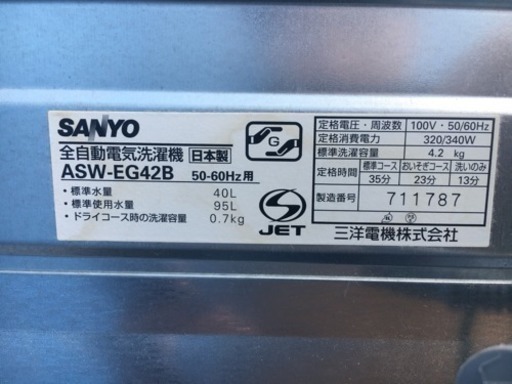 SANYO
全自動電気洗濯機 日本製
ASW-EG42B 50-60Hz用
・標準水量 40L
・標準使用水量 95L
・ドライコース時の洗濯容量 0.7kg
G
JET
定格電圧・周波数 100V・50/60Hz
定格消費電力 320/340W
標準洗濯容量 4.2 kg
定格時間 標準コース おいそぎコース 洗いのみ
35分 23分 13分
製造番号 711787
三洋電機株式会社